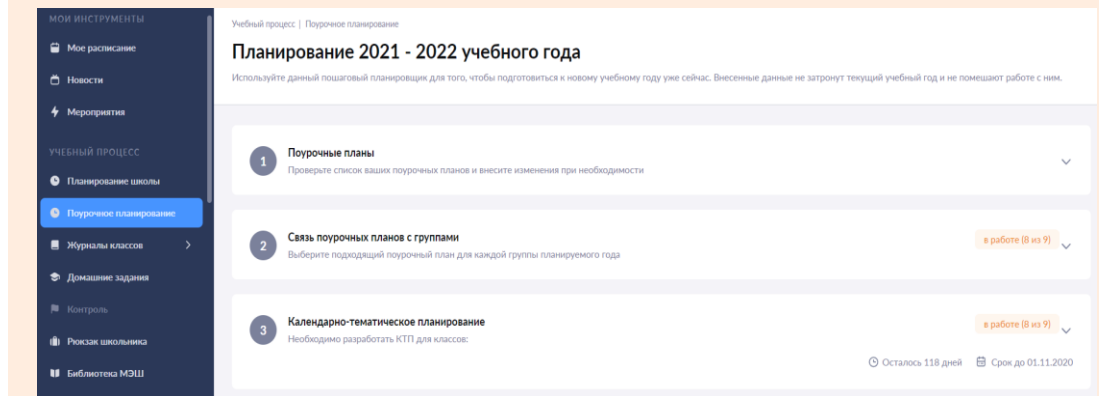 МОИ ИНСТРУМЕНТЫ
Мое расписание
Новости
Мероприятия
УЧЕБНЫЙ ПРОЦЕСС
Планирование школы
Поурочное планирование
Журналы классов
Домашние задания
Контроль
Рюкзак школьника
Библиотека МЭШ
Учебный процесс | Поурочное планирование
Планирование 2021 - 2022 учебного года
Используйте данный пошаговый планировщик для того, чтобы подготовиться к новому учебному году уже сейчас. Внесенные данные не затронут текущий учебный год и не помешают работе с ним.
1
Поурочные планы
Проверьте список ваших поурочных планов и внесите изменения при необходимости
2
Связь поурочных планов с группами
Выберите подходящий поурочный план для каждой группы планируемого года
в работе (8 из 9)
3
Календарно-тематическое планирование
Необходимо разработать КТП для классов:
в работе (8 из 9)
Осталось 118 дней Срок до 01.11.2020